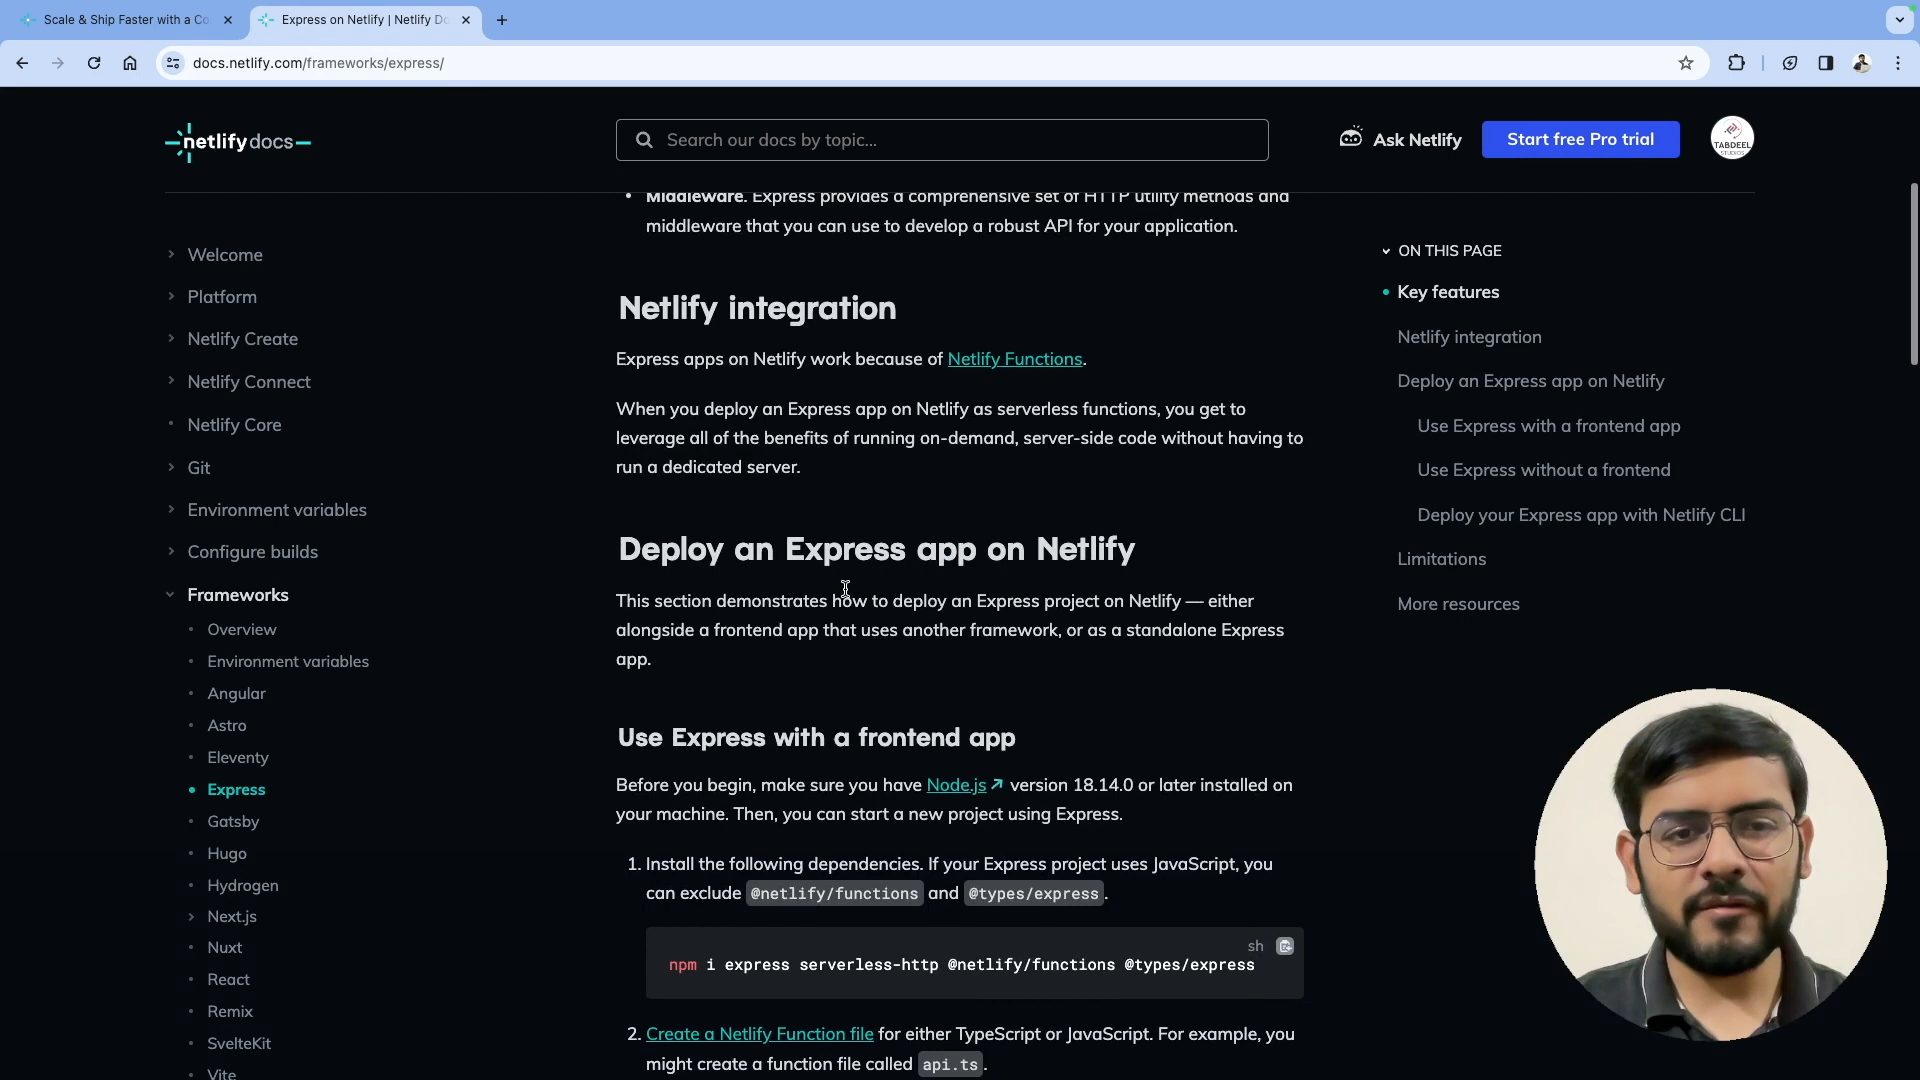 Scale & Ship Faster with a Co
Express on Netlify | Netlify Do
docs.netlify.com/frameworks/express/
netlify docs
Search our docs by topic...
Ask Netlify
Start free Pro trial
TABDEEL
STUDIOS
Welcome
Platform
Netlify Create
Netlify Connect
Netlify Core
Git
Environment variables
Configure builds
Frameworks
Overview
Environment variables
Angular
Astro
Eleventy
Express
Gatsby
Hugo
Hydrogen
Next.js
Nuxt
React
Remix
SvelteKit
Vite
• Middleware. Express provides a comprehensive set of HTTP utility methods and
middleware that you can use to develop a robust API for your application.
Netlify integration
Express apps on Netlify work because of Netlify Functions.
When you deploy an Express app on Netlify as serverless functions, you get to
leverage all of the benefits of running on-demand, server-side code without having to
run a dedicated server.
Deploy an Express app on Netlify
This section demonstrates how to deploy an Express project on Netlify — either
alongside a frontend app that uses another framework, or as a standalone Express
app.
Use Express with a frontend app
Before you begin, make sure you have Node.js version 18.14.0 or later installed on
your machine. Then, you can start a new project using Express.
1. Install the following dependencies. If your Express project uses JavaScript, you
can exclude @netlify/functions and @types/express.
sh
npm i express serverless-http @netlify/functions @types/express
2. Create a Netlify Function file for either TypeScript or JavaScript. For example, you
might create a function file called api.ts.
ON THIS PAGE
Key features
Netlify integration
Deploy an Express app on Netlify
Use Express with a frontend app
Use Express without a frontend
Deploy your Express app with Netlify CLI
Limitations
More resources